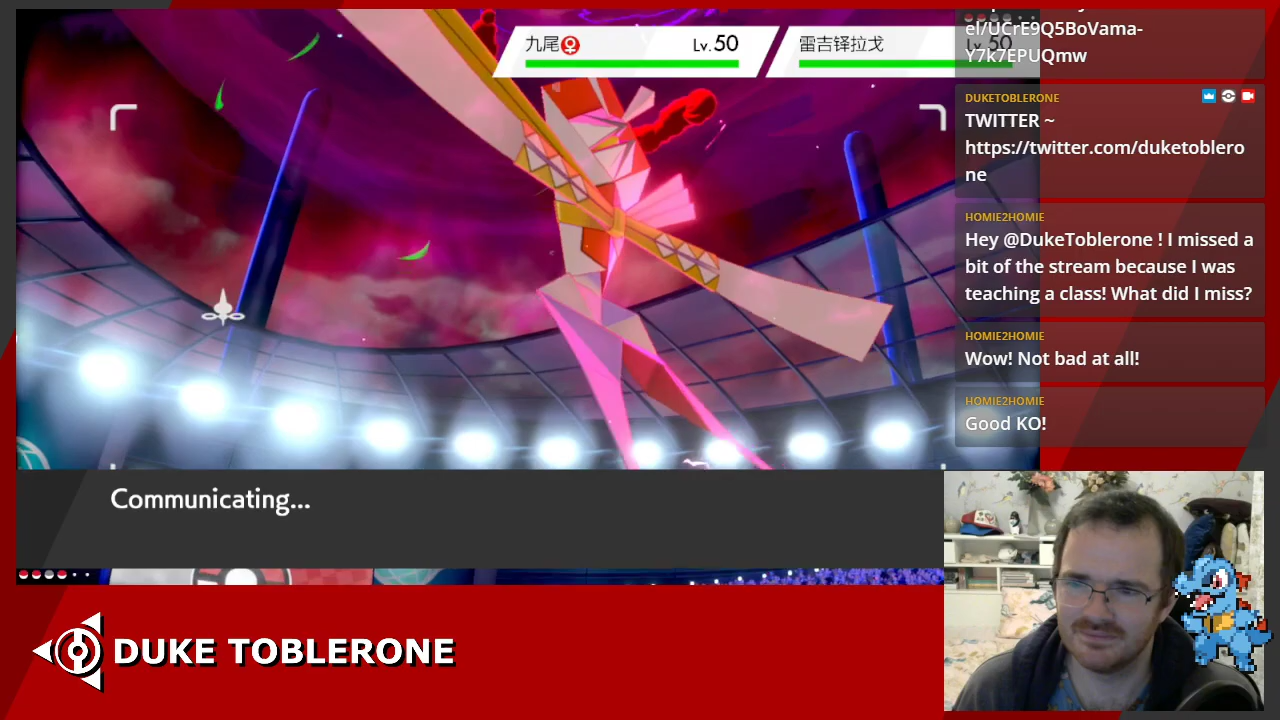 九尾 Lv.50
雷吉铎拉戈 Lv.50
el/UCrE9Q5BoVama-
Y7k7EPUQmw
DUKETOBLERONE
TWITTER ~
https://twitter.com/duketoblero
ne
HOMIE2HOMIE
Hey @DukeToblerone ! I missed a
bit of the stream because I was
teaching a class! What did I miss?
HOMIE2HOMIE
Wow! Not bad at all!
HOMIE2HOMIE
Good KO!
Communicating...
DUKE TOBLERONE